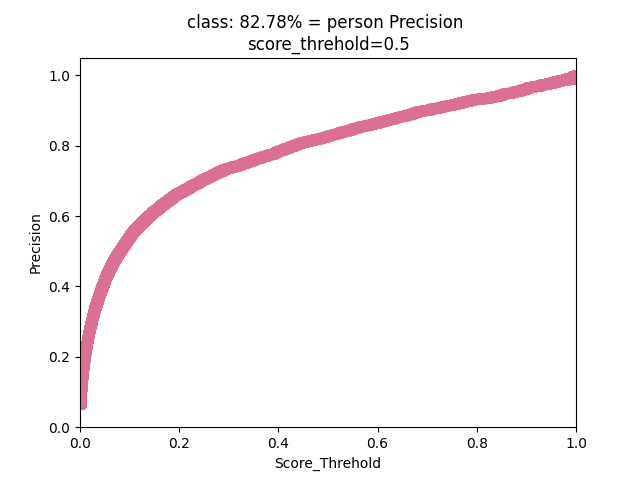 class: 82.78% = person Precision
score_threhold=0.5
1.0
0.8
0.6
0.4
0.2
0.0
Precision
0.0 0.2 0.4 0.6 0.8 1.0
Score_Threhold